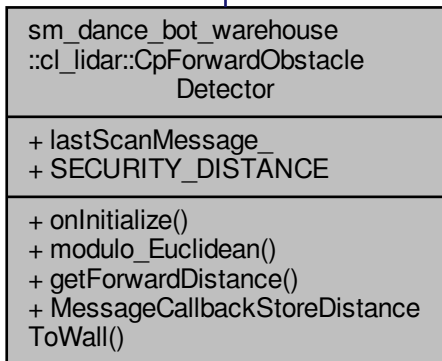 sm_dance_bot_warehouse
::cl_lidar::CpForwardObstacle
Detector
+ lastScanMessage_
+ SECURITY_DISTANCE
+ onInitialize()
+ modulo_Euclidean()
+ getForwardDistance()
+ MessageCallbackStoreDistance
ToWall()